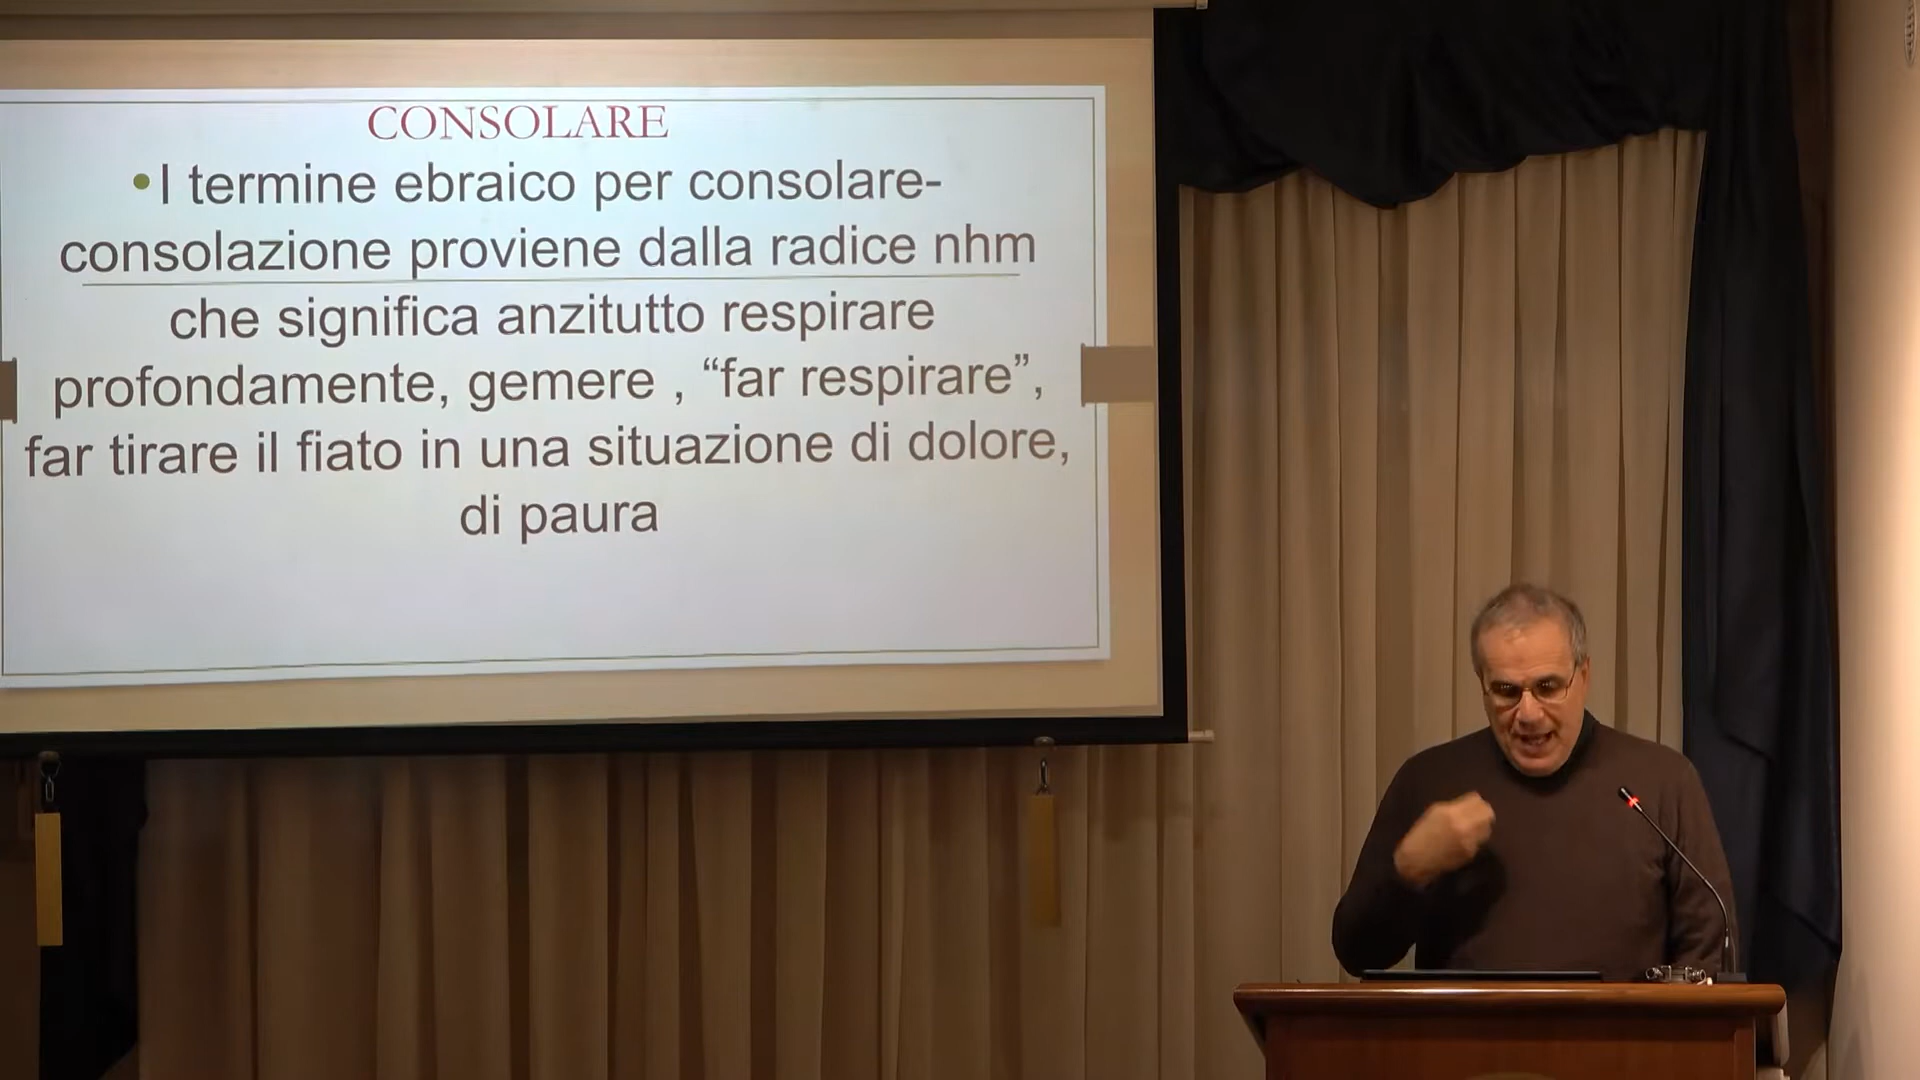 CONSOLARE
•I termine ebraico per consolare-
consolazione proviene dalla radice nhm
che significa anzitutto respirare
profondamente, gemere , “far respirare”,
far tirare il fiato in una situazione di dolore,
di paura